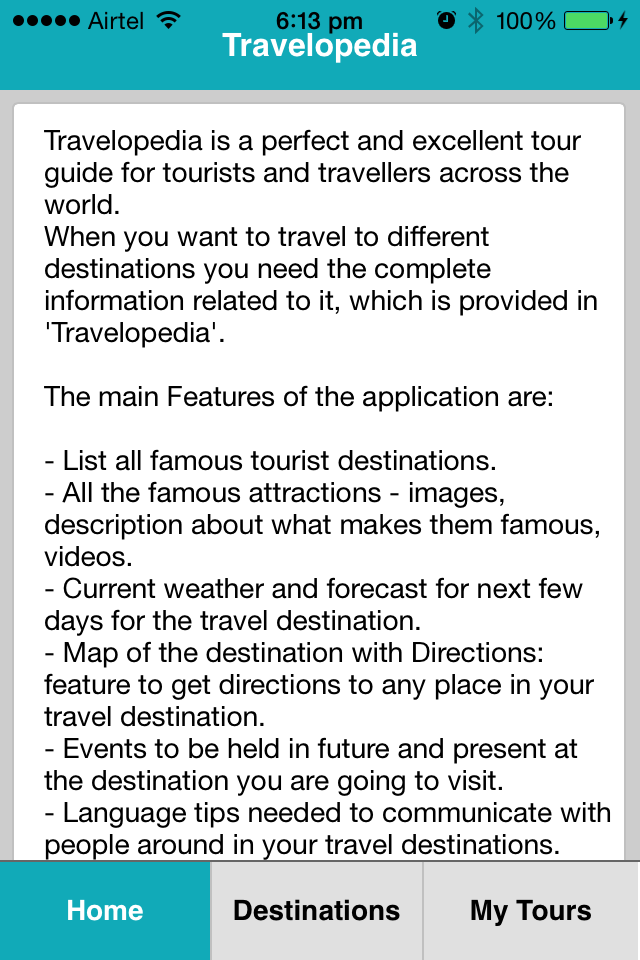 Airtel 6:13 pm 100%
Travelopedia
Travelopedia is a perfect and excellent tour
guide for tourists and travellers across the
world.
When you want to travel to different
destinations you need the complete
information related to it, which is provided in
'Travelopedia'.
The main Features of the application are:
- List all famous tourist destinations.
- All the famous attractions - images,
description about what makes them famous,
videos.
- Current weather and forecast for next few
days for the travel destination.
- Map of the destination with Directions:
feature to get directions to any place in your
travel destination.
- Events to be held in future and present at
the destination you are going to visit.
- Language tips needed to communicate with
people around in your travel destinations.
Home Destinations My Tours